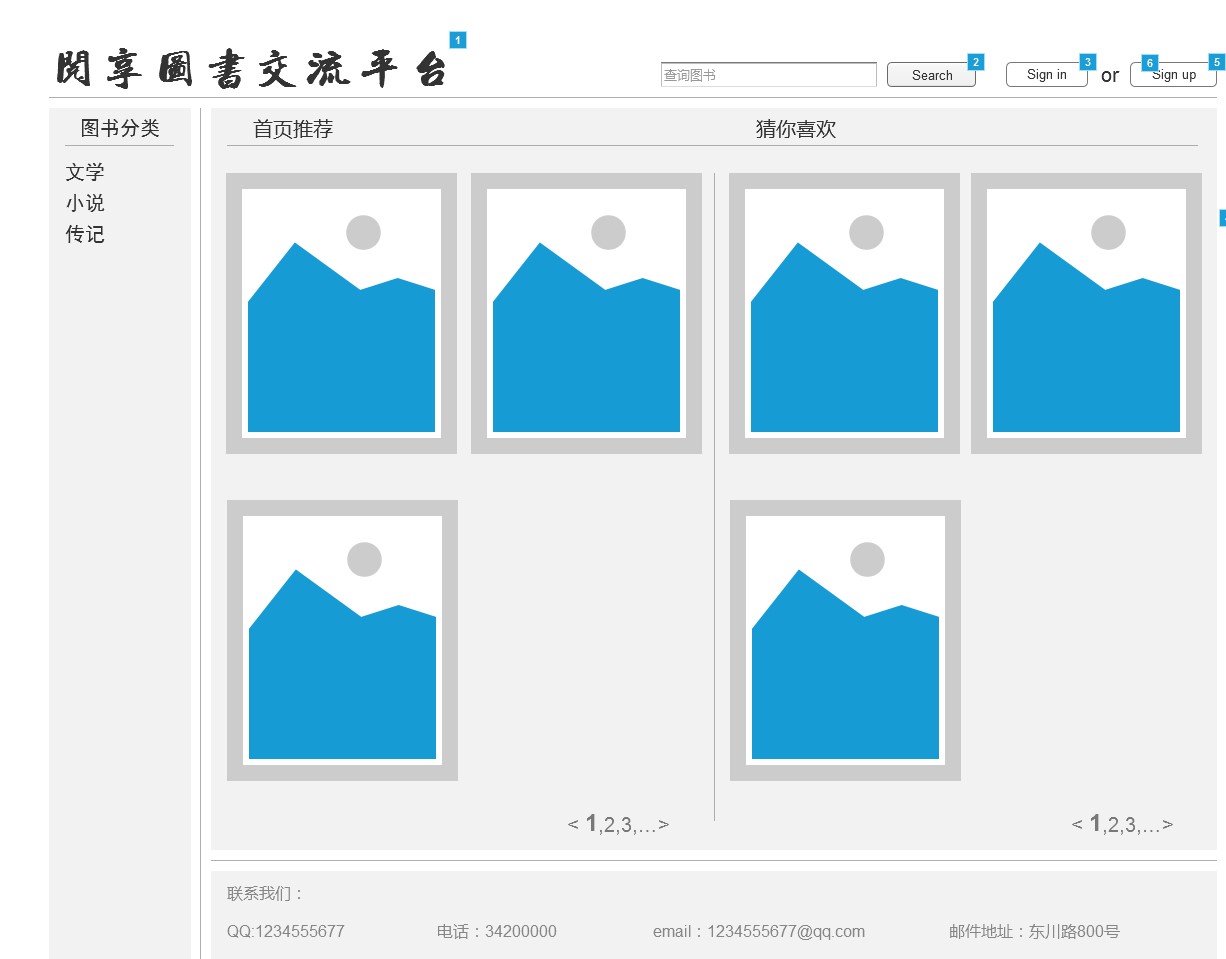 閱享圖書交流平台 1
查询图书 Search 2 Sign in 3 or 6 Sign up 5
图书分类
文学
小说
传记
首页推荐 猜你喜欢
< 1,2,3,...> < 1,2,3,...>
联系我们：
QQ:1234555677 电话：34200000 email：1234555677@qq.com 邮件地址：东川路800号